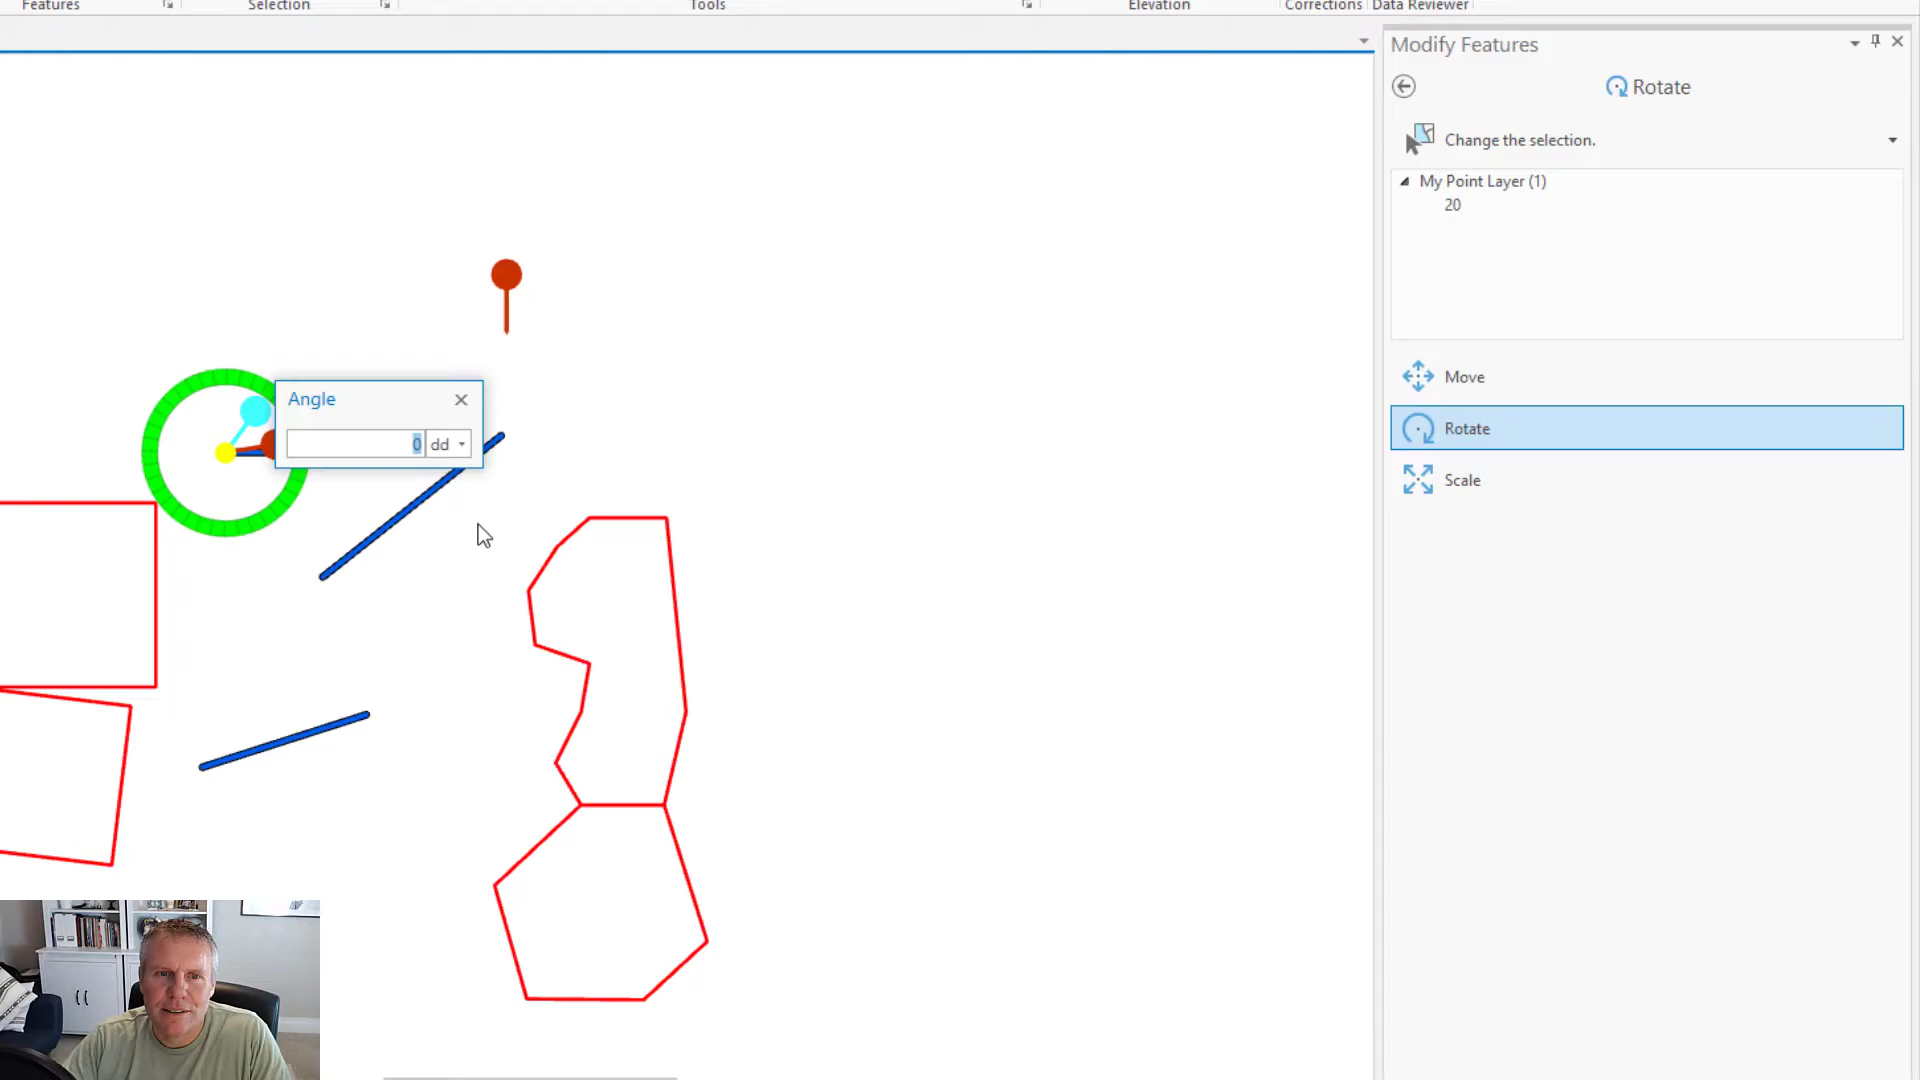 Features
Selection
Tools
Elevation
Corrections
Data Reviewer
Modify Features
Rotate
Change the selection.
My Point Layer (1)
20
Move
Rotate
Scale
Angle
0 dd